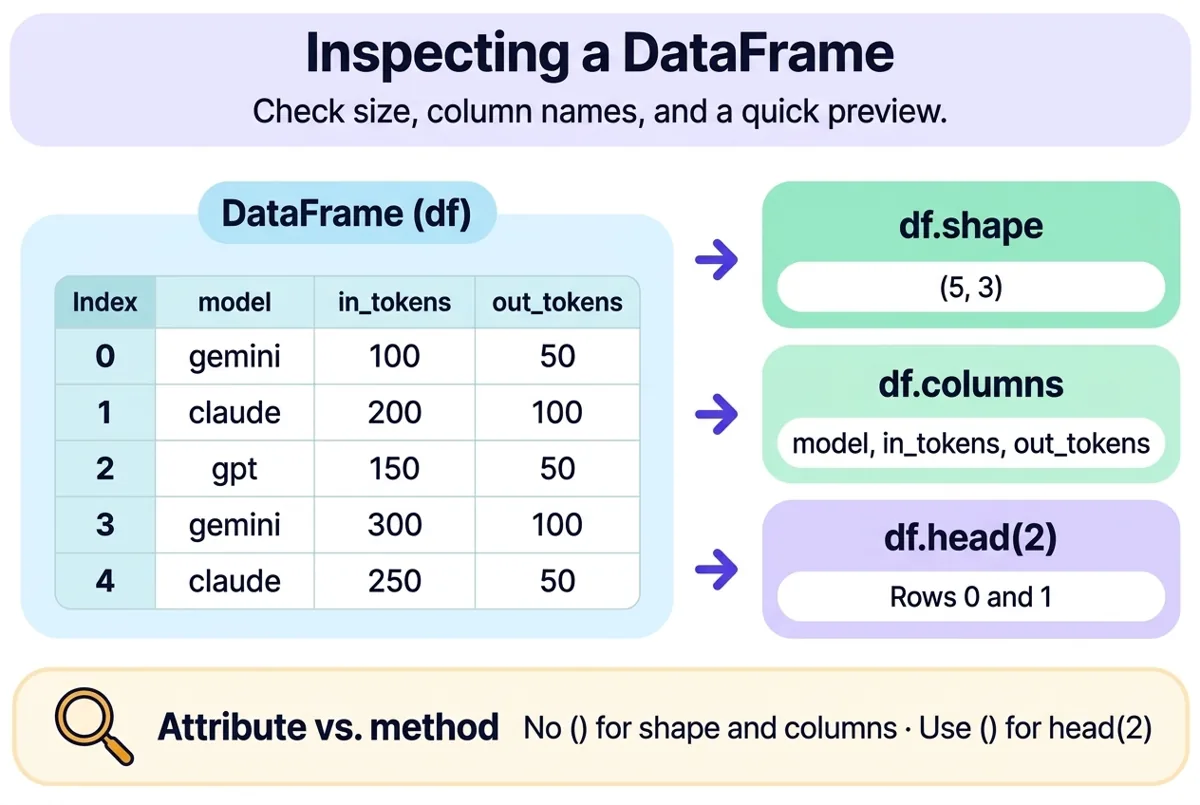 Inspecting a DataFrame
Check size, column names, and a quick preview.
DataFrame (df)
Index model in_tokens out_tokens
0 gemini 100 50
1 claude 200 100
2 gpt 150 50
3 gemini 300 100
4 claude 250 50
df.shape
(5, 3)
df.columns
model, in_tokens, out_tokens
df.head(2)
Rows 0 and 1
Attribute vs. method No () for shape and columns · Use () for head(2)